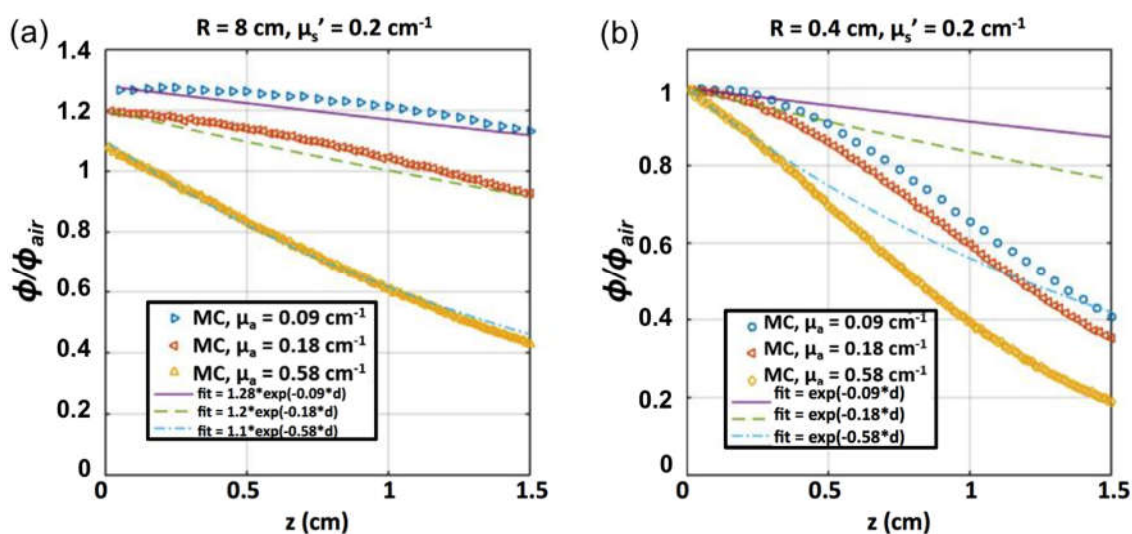 (a)
R = 8 cm, μs’ = 0.2 cm-1
1.4
1.2
1
0.8
0.6
0.4
0.2
0
ϕ/ϕair
MC, μa = 0.09 cm-1
MC, μa = 0.18 cm-1
MC, μa = 0.58 cm-1
fit = 1.28*exp(-0.09*d)
fit = 1.2*exp(-0.18*d)
fit = 1.1*exp(-0.58*d)
0 0.5 1 1.5
z (cm)
(b)
R = 0.4 cm, μs’ = 0.2 cm-1
1
0.8
0.6
0.4
0.2
0
ϕ/ϕair
MC, μa = 0.09 cm-1
MC, μa = 0.18 cm-1
MC, μa = 0.58 cm-1
fit = exp(-0.09*d)
fit = exp(-0.18*d)
fit = exp(-0.58*d)
0 0.5 1 1.5
z (cm)